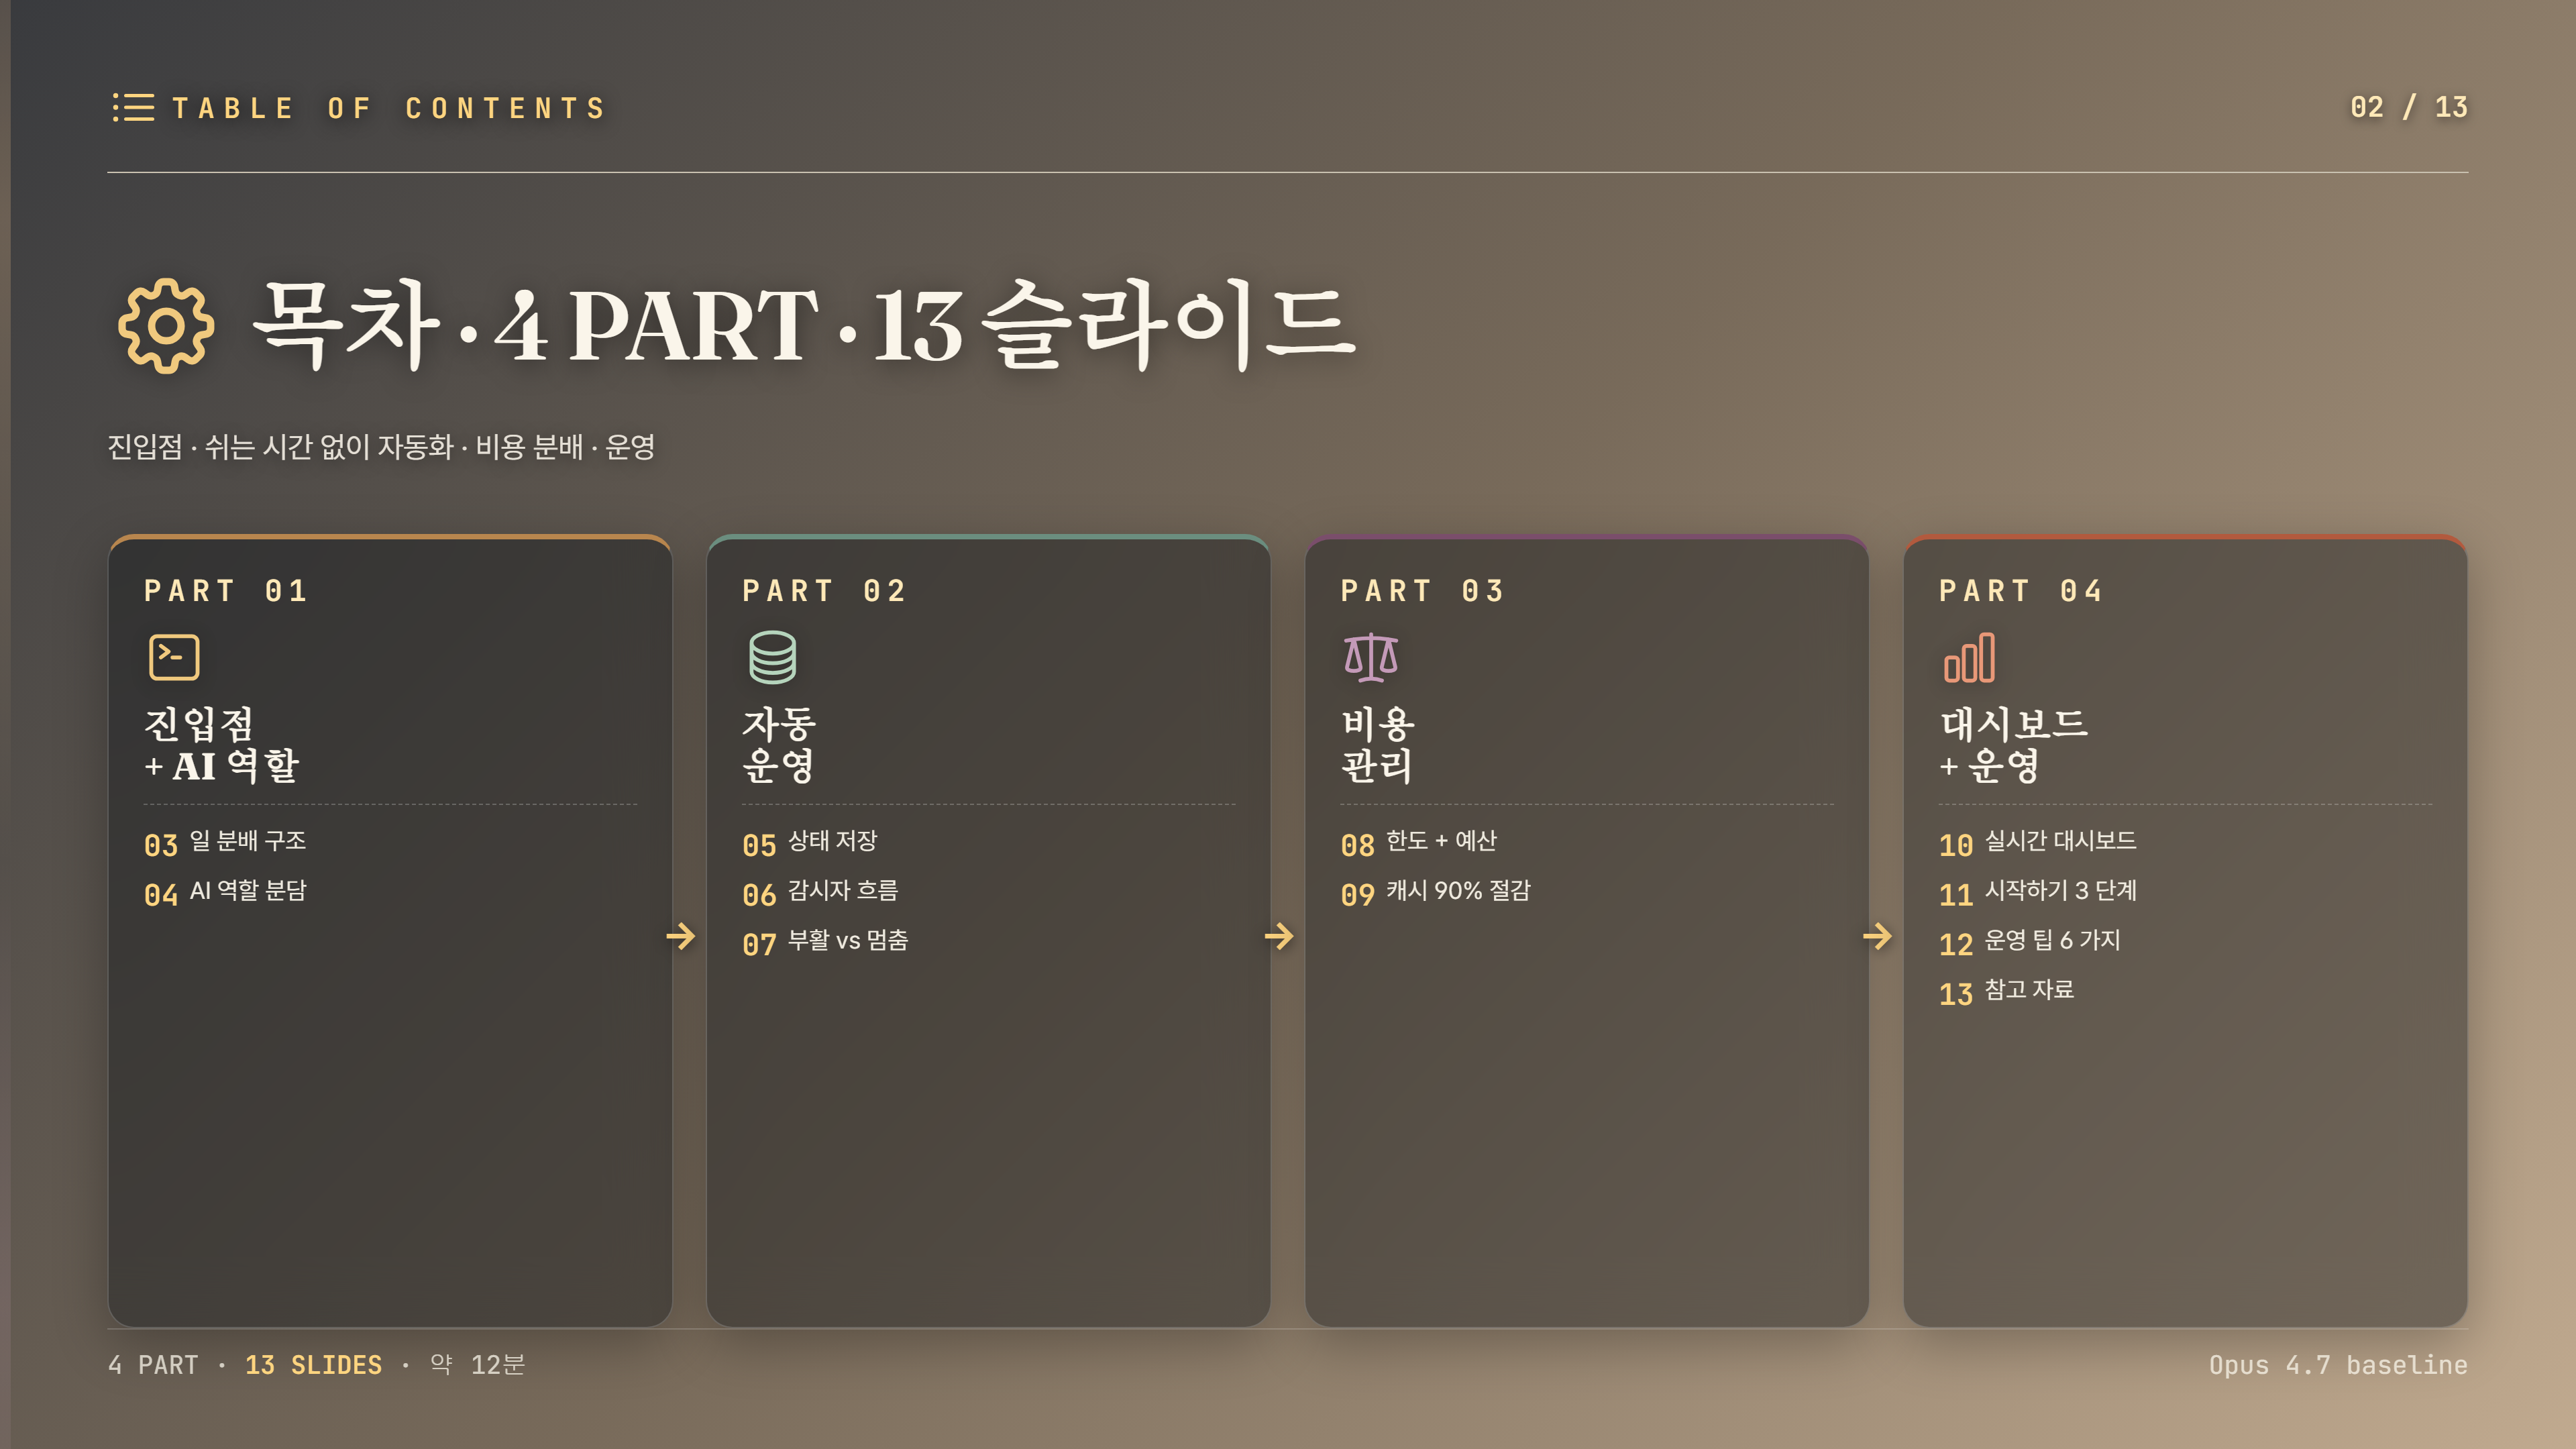 TABLE OF CONTENTS
02 / 13
목차 · 4 PART · 13 슬라이드
진입점 · 쉬는 시간 없이 자동화 · 비용 분배 · 운영
PART 01
진입점
+ AI 역할
03 일 분배 구조
04 AI 역할 분담
PART 02
자동
운영
05 상태 저장
06 감시자 흐름
07 부활 vs 멈춤
PART 03
비용
관리
08 한도 + 예산
09 캐시 90% 절감
PART 04
대시보드
+ 운영
10 실시간 대시보드
11 시작하기 3 단계
12 운영 팁 6 가지
13 참고 자료
4 PART · 13 SLIDES · 약 12분
Opus 4.7 baseline